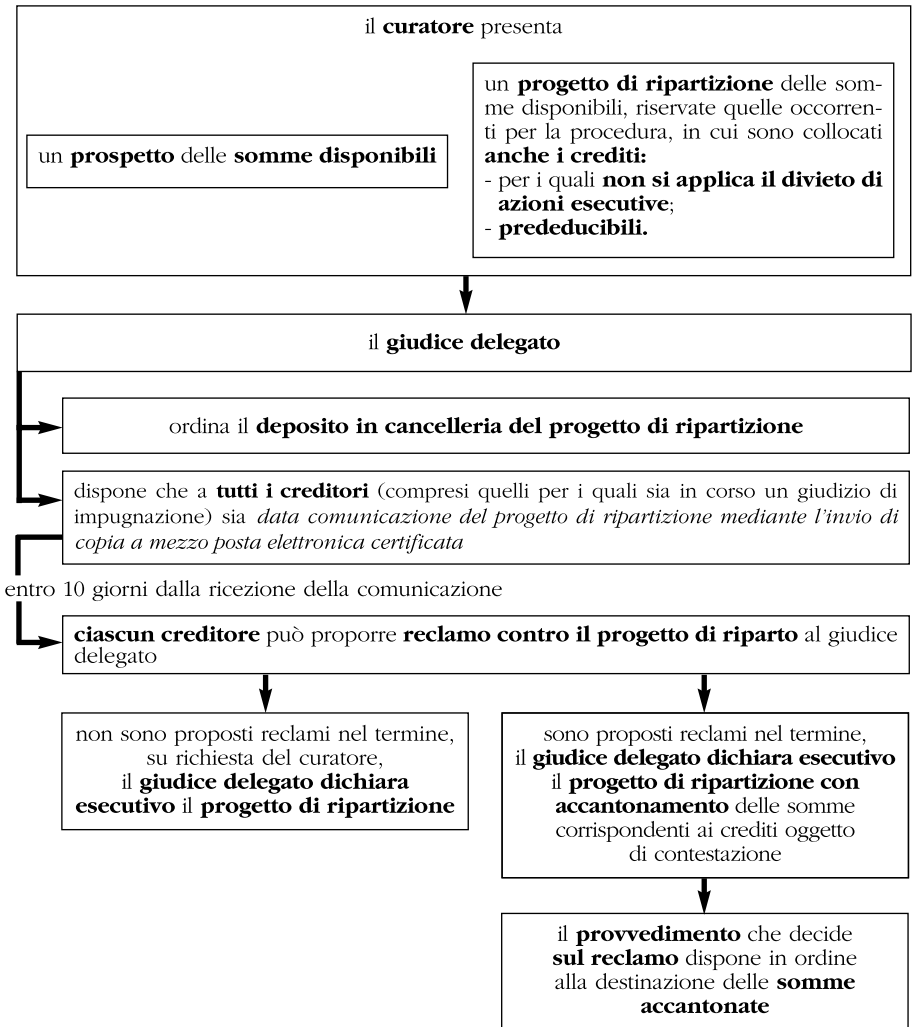 il curatore presenta
un prospetto delle somme disponibili
un progetto di ripartizione delle som-
me disponibili, riservate quelle occorren-
ti per la procedura, in cui sono collocati
anche i crediti:
- per i quali non si applica il divieto di
azioni esecutive;
- prededucibili.
il giudice delegato
ordina il deposito in cancelleria del progetto di ripartizione
dispone che a tutti i creditori (compresi quelli per i quali sia in corso un giudizio di
impugnazione) sia data comunicazione del progetto di ripartizione mediante l'invio di
copia a mezzo posta elettronica certificata
entro 10 giorni dalla ricezione della comunicazione
ciascun creditore può proporre reclamo contro il progetto di riparto al giudice
delegato
non sono proposti reclami nel termine,
su richiesta del curatore,
il giudice delegato dichiara
esecutivo il progetto di ripartizione
sono proposti reclami nel termine,
il giudice delegato dichiara esecutivo
il progetto di ripartizione con
accantonamento delle somme
corrispondenti ai crediti oggetto
di contestazione
il provvedimento che decide
sul reclamo dispone in ordine
alla destinazione delle somme
accantonate